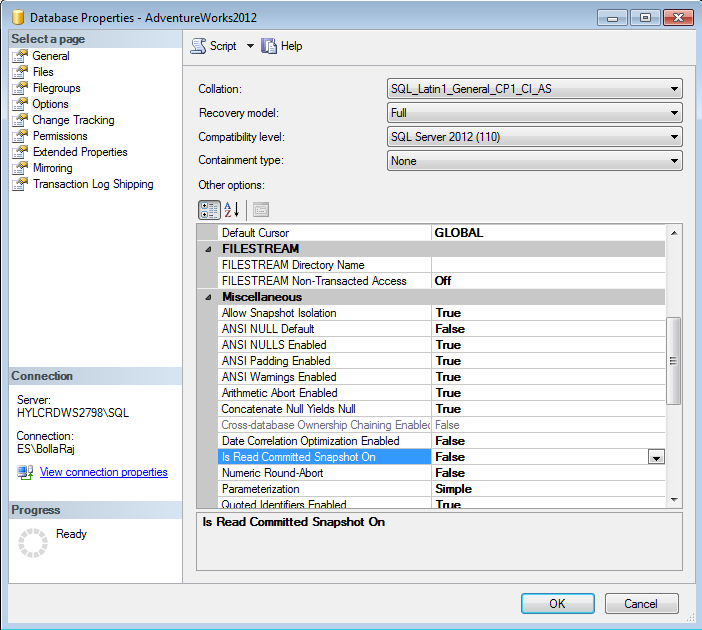 Database Properties - AdventureWorks2012
Select a page
General
Files
Filegroups
Options
Change Tracking
Permissions
Extended Properties
Mirroring
Transaction Log Shipping
Connection
Server:
HYLCRDWS2798\SQL
Connection:
ES\BollaRaj
View connection properties
Progress
Ready
Script Help
Collation: SQL_Latin1_General_CP1_CI_AS
Recovery model: Full
Compatibility level: SQL Server 2012 (110)
Containment type: None
Other options:
Default Cursor GLOBAL
FILESTREAM
FILESTREAM Directory Name
FILESTREAM Non-Transacted Access Off
Miscellaneous
Allow Snapshot Isolation True
ANSI NULL Default False
ANSI NULLS Enabled True
ANSI Padding Enabled True
ANSI Warnings Enabled True
Arithmetic Abort Enabled True
Concatenate Null Yields Null True
Cross-database Ownership Chaining Enabled False
Date Correlation Optimization Enabled False
Is Read Committed Snapshot On False
Numeric Round-Abort False
Parameterization Simple
Quoted Identifiers Enabled True
Is Read Committed Snapshot On
OK Cancel